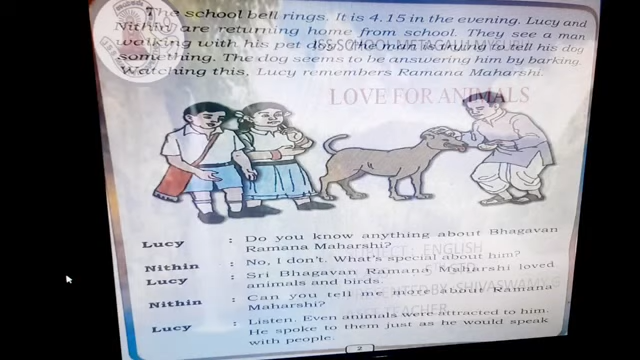 The school bell rings. It is 4.15 in the evening. Lucy and
Nithin are returning home from school. They see a man
walking with his pet dog. The man is trying to tell his dog
something. The dog seems to be answering him by barking.
Watching this, Lucy remembers Ramana Maharshi.
LOVE FOR ANIMALS
Lucy : Do you know anything about Bhagavan
Ramana Maharshi?
Nithin : No, I don't. What's special about him?
Lucy : Sri Bhagavan Ramana Maharshi loved
animals and birds.
Nithin : Can you tell me more about Ramana
Maharshi?
Lucy : Listen. Even animals were attracted to him.
He spoke to them just as he would speak
with people.
ENGLISH
SHIVASWAMY
2